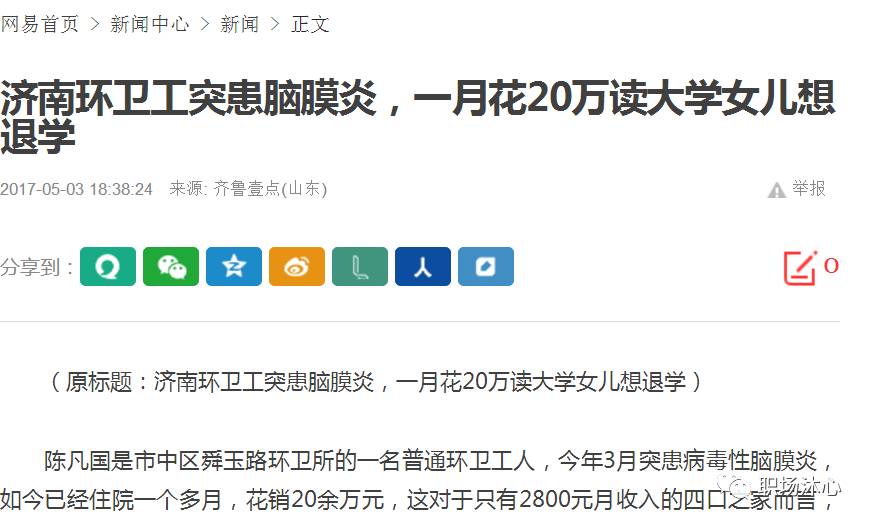 网易首页 > 新闻中心 > 新闻 > 正文
济南环卫工突患脑膜炎，一月花20万读大学女儿想
退学
2017-05-03 18:38:24 来源: 齐鲁壹点(山东) 举报
分享到： 0
（原标题：济南环卫工突患脑膜炎，一月花20万读大学女儿想退学）
陈凡国是市中区舜玉路环卫所的一名普通环卫工人，今年3月突患病毒性脑膜炎，
如今已经住院一个多月，花销20余万元，这对于只有2800元月收入的四口之家而言，
职场沐心